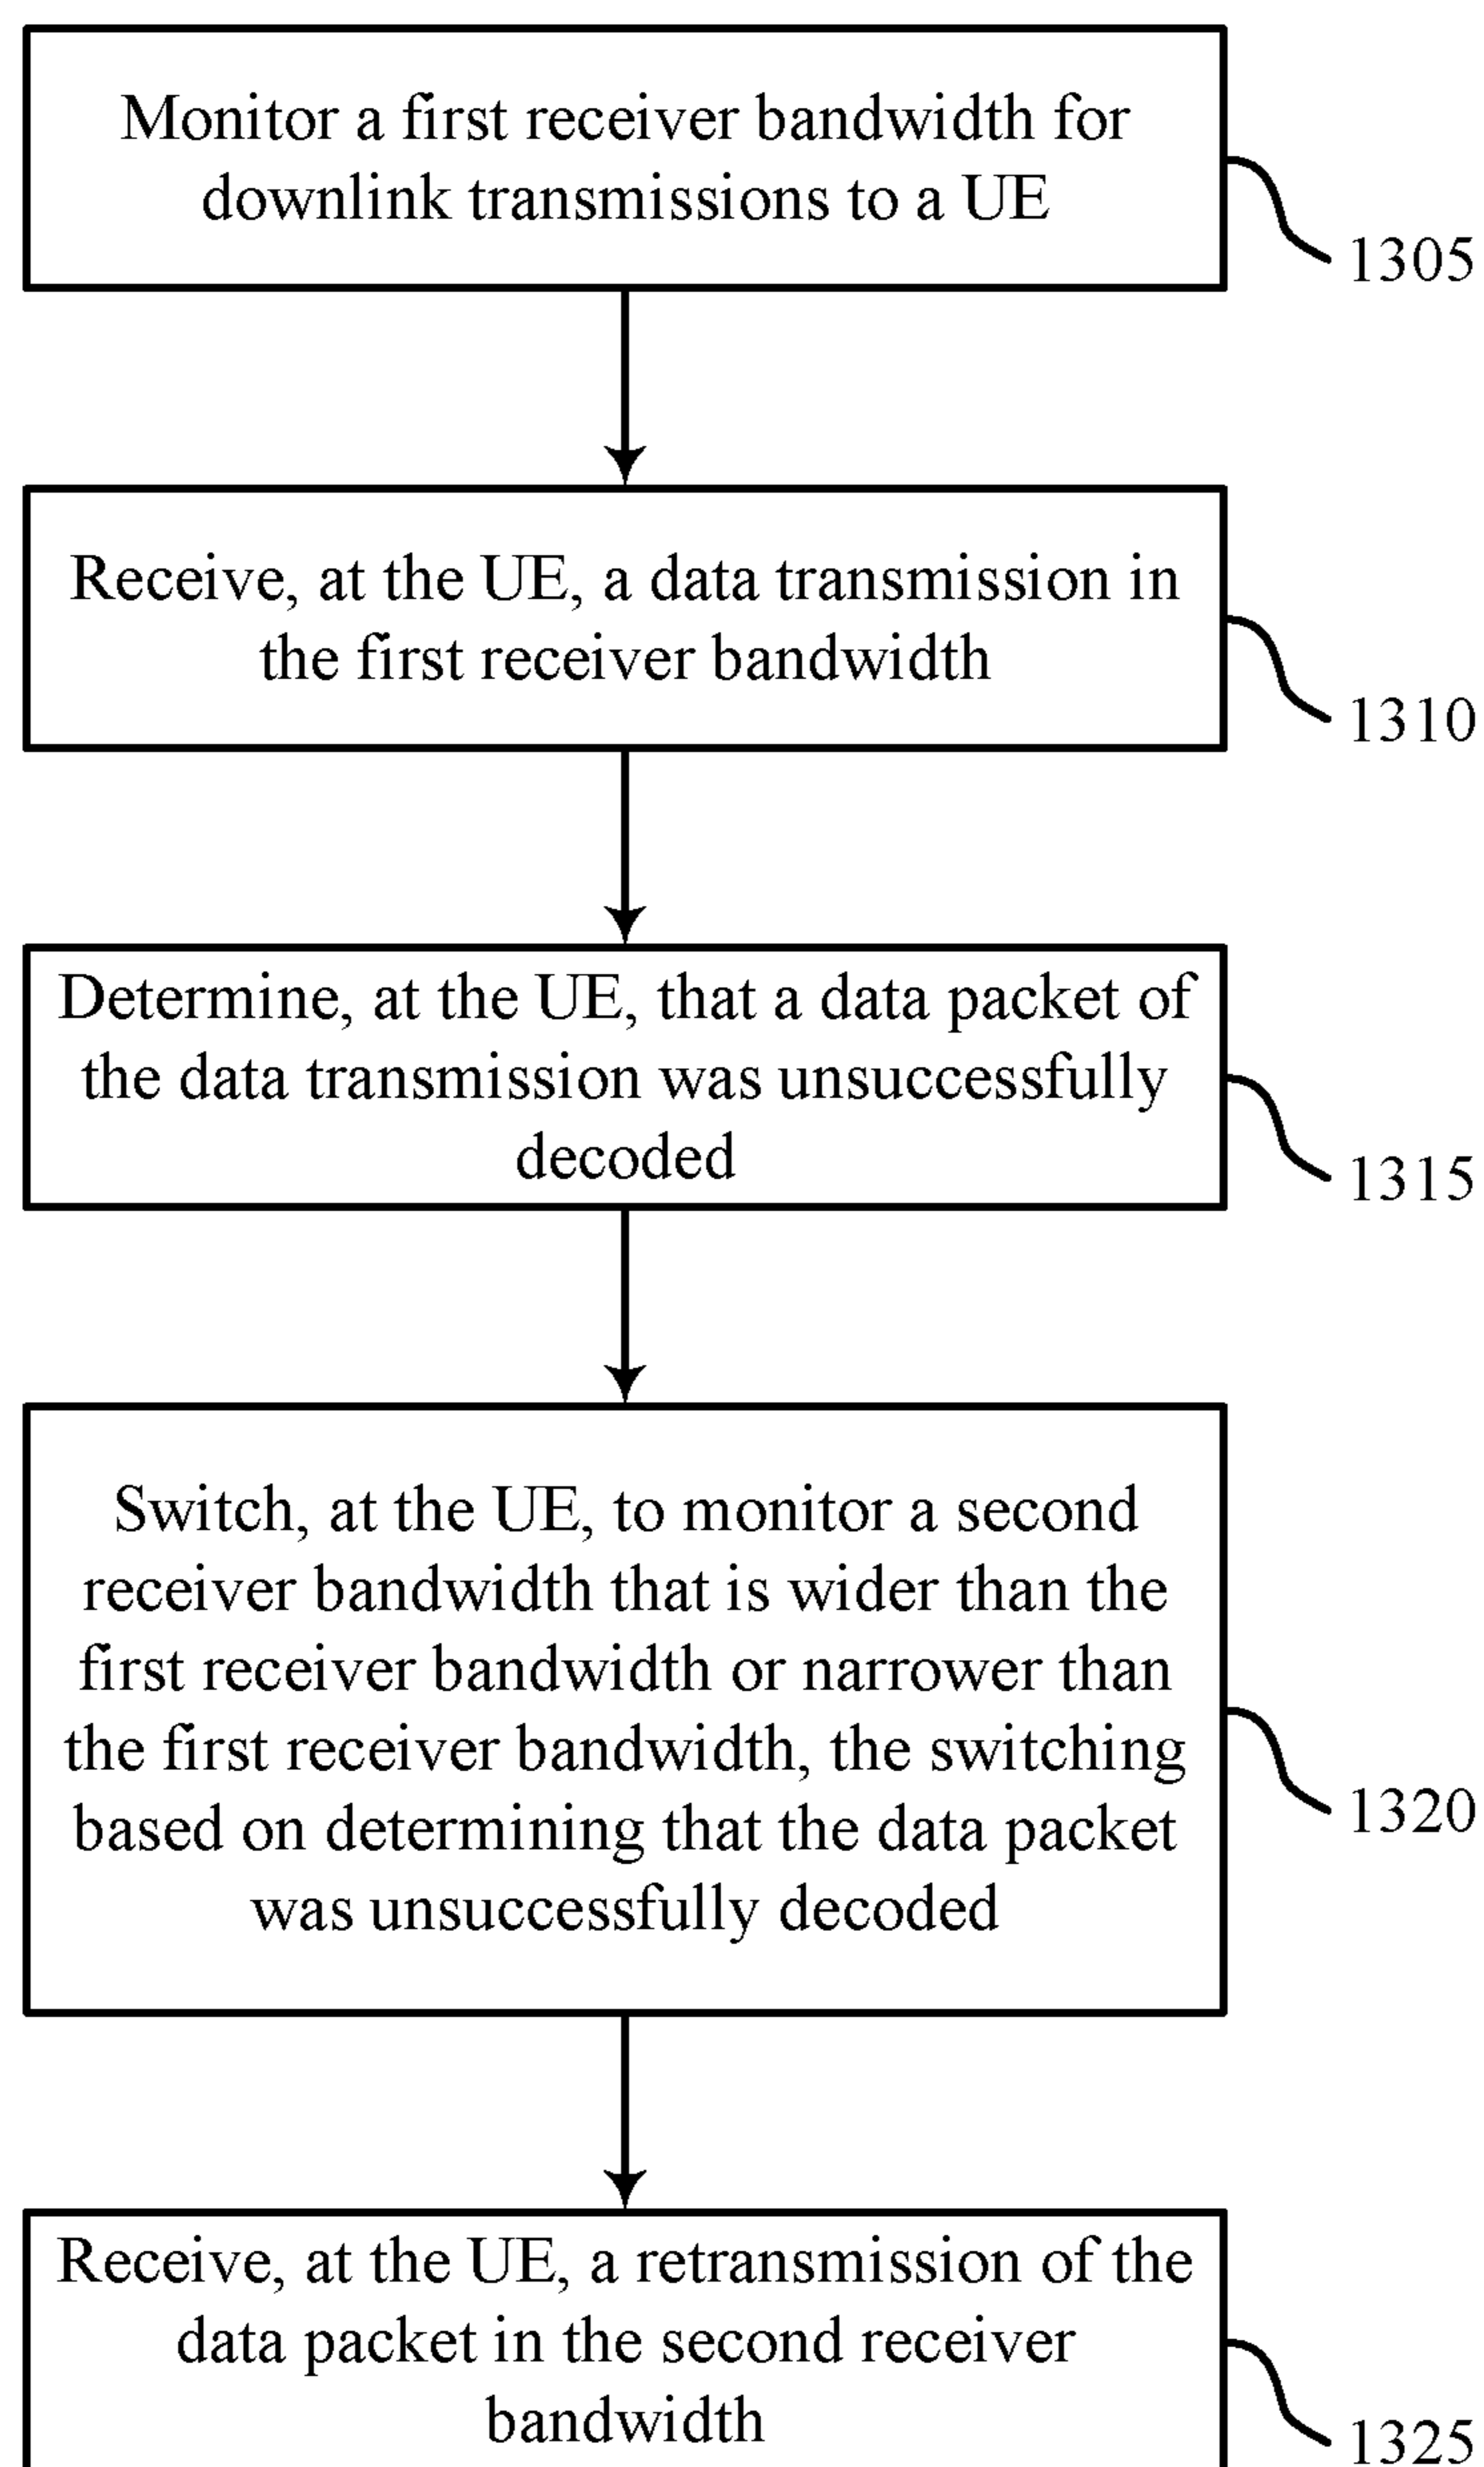 Monitor a first receiver bandwidth for
downlink transmissions to a UE
1305
Receive, at the UE, a data transmission in
the first receiver bandwidth
1310
Determine, at the UE, that a data packet of
the data transmission was unsuccessfully
decoded
1315
Switch, at the UE, to monitor a second
receiver bandwidth that is wider than the
first receiver bandwidth or narrower than
the first receiver bandwidth, the switching
based on determining that the data packet
was unsuccessfully decoded
1320
Receive, at the UE, a retransmission of the
data packet in the second receiver
bandwidth
1325